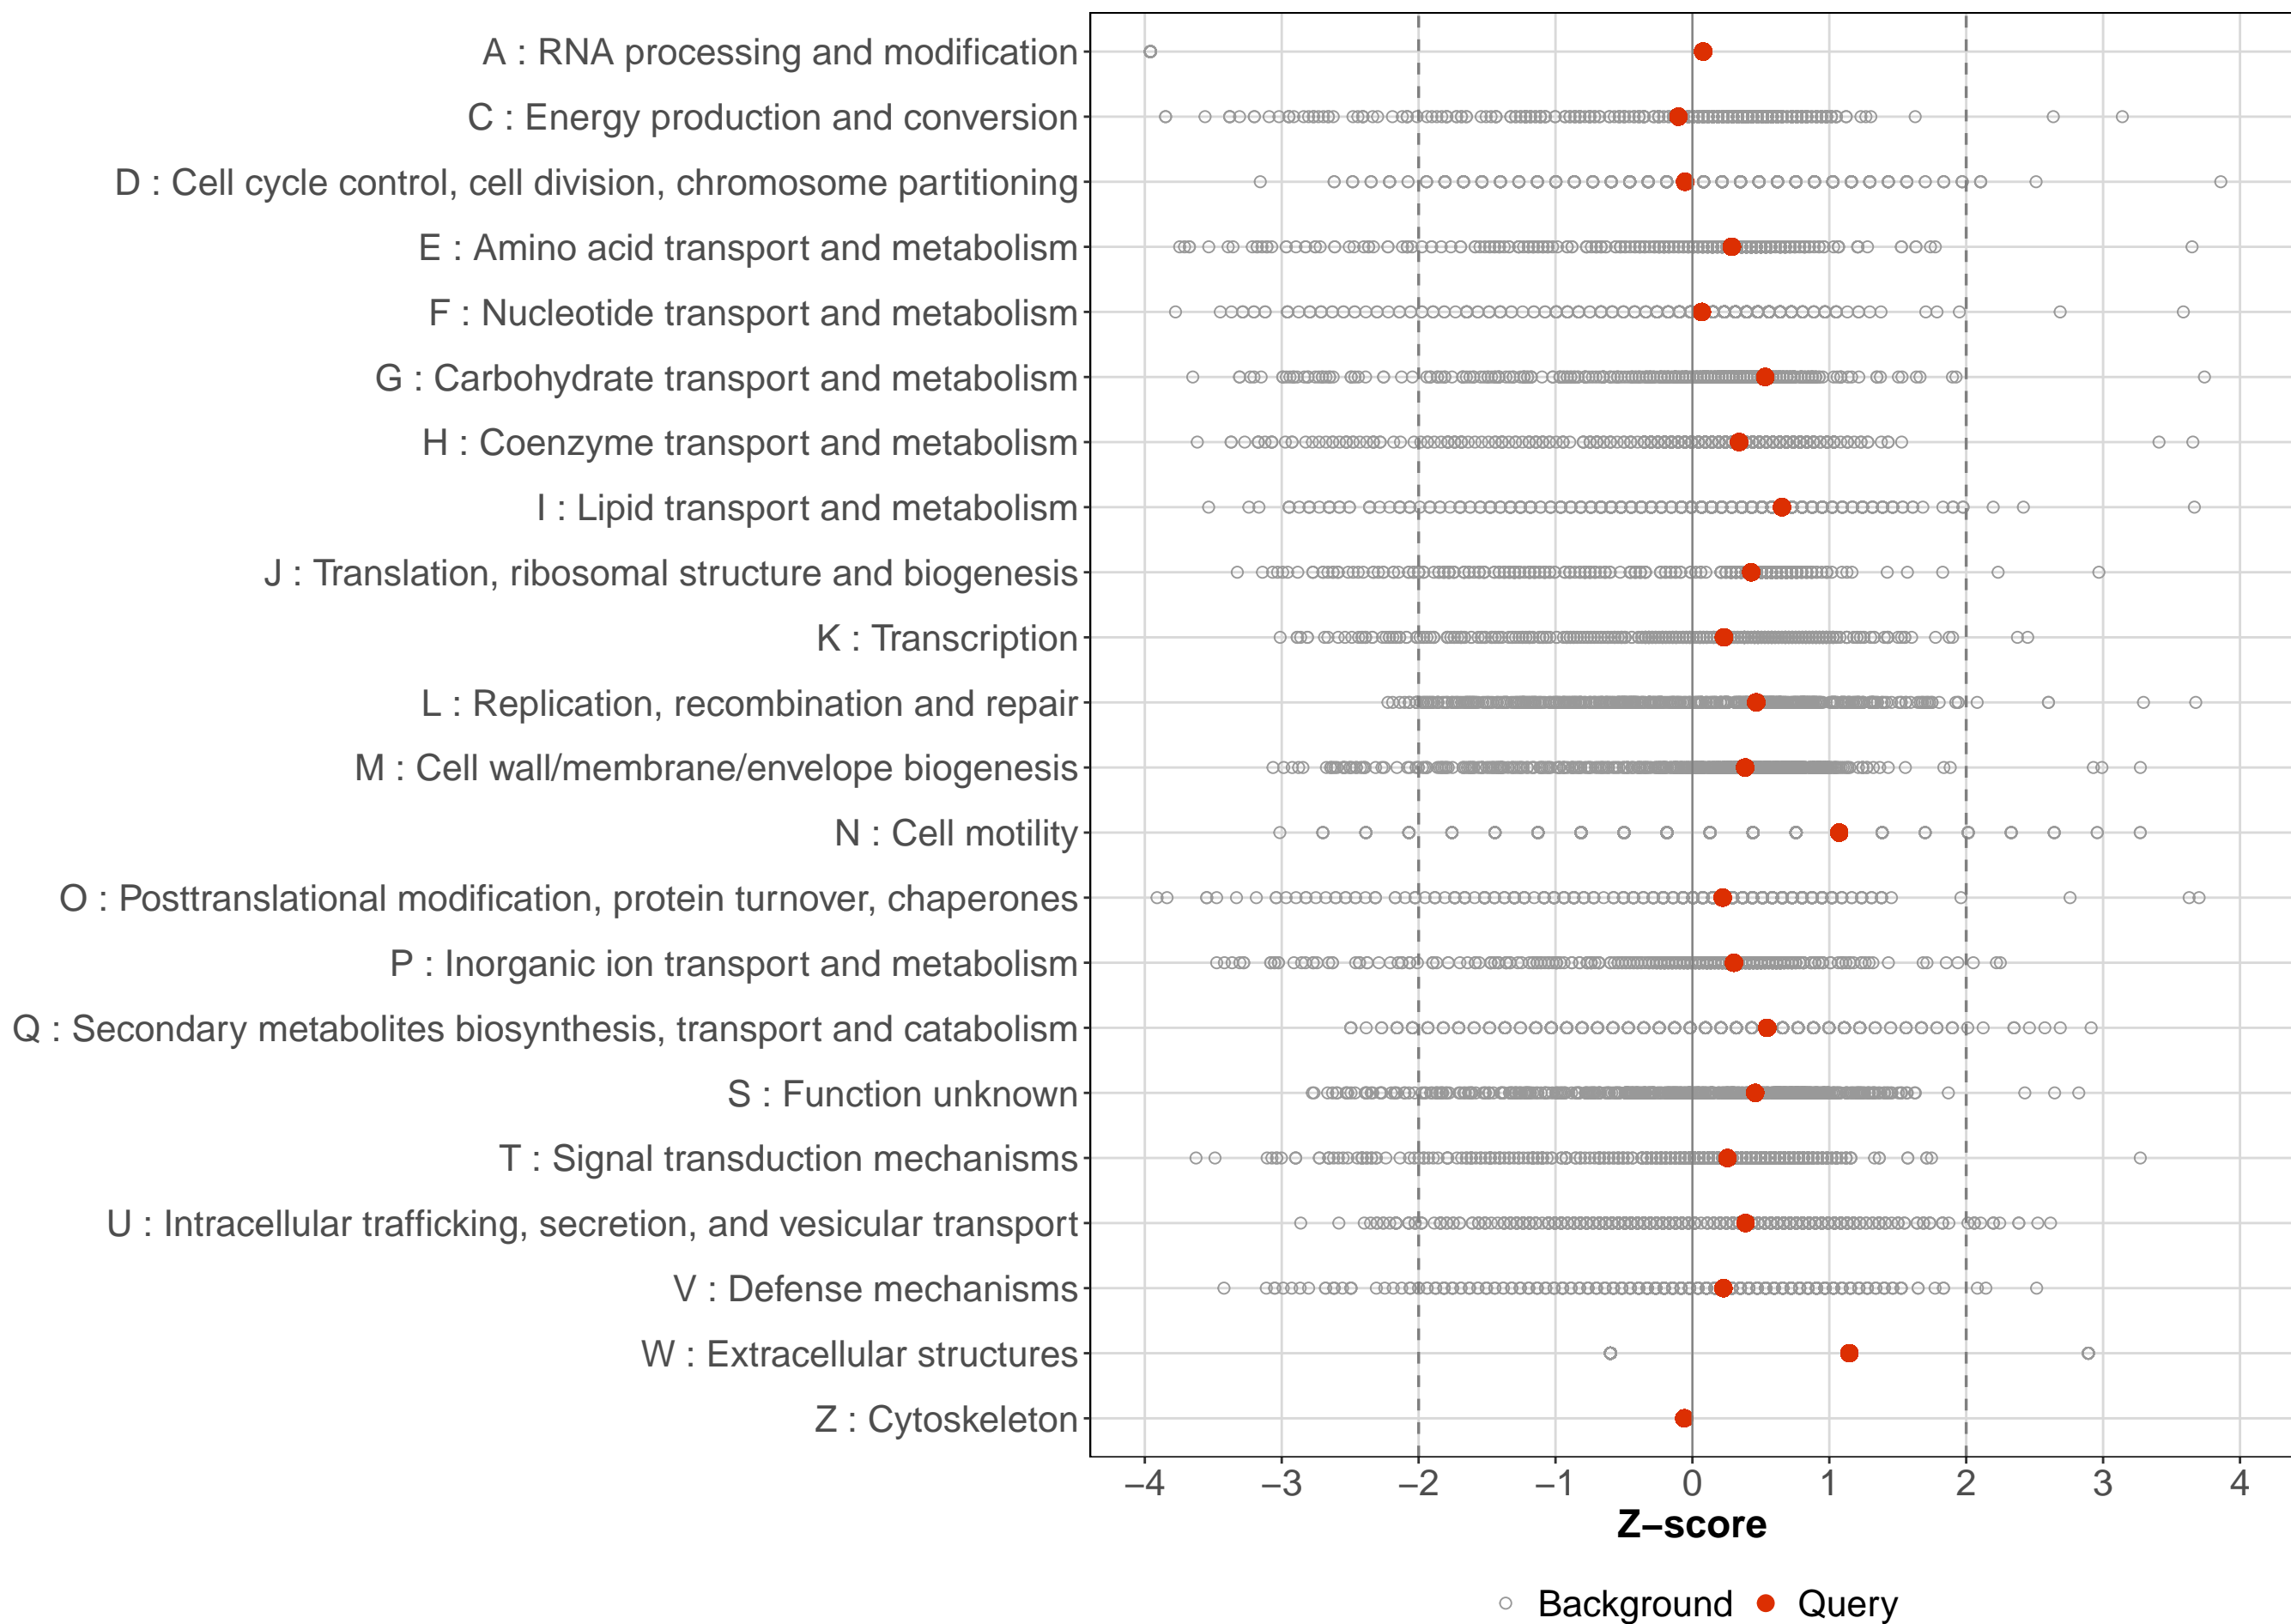 A : RNA processing and modification
C : Energy production and conversion
D : Cell cycle control, cell division, chromosome partitioning
E : Amino acid transport and metabolism
F : Nucleotide transport and metabolism
G : Carbohydrate transport and metabolism
H : Coenzyme transport and metabolism
I : Lipid transport and metabolism
J : Translation, ribosomal structure and biogenesis
K : Transcription
L : Replication, recombination and repair
M : Cell wall/membrane/envelope biogenesis
N : Cell motility
O : Posttranslational modification, protein turnover, chaperones
P : Inorganic ion transport and metabolism
Q : Secondary metabolites biosynthesis, transport and catabolism
S : Function unknown
T : Signal transduction mechanisms
U : Intracellular trafficking, secretion, and vesicular transport
V : Defense mechanisms
W : Extracellular structures
Z : Cytoskeleton
−4 −3 −2 −1 0 1 2 3 4
Z−score
Background Query